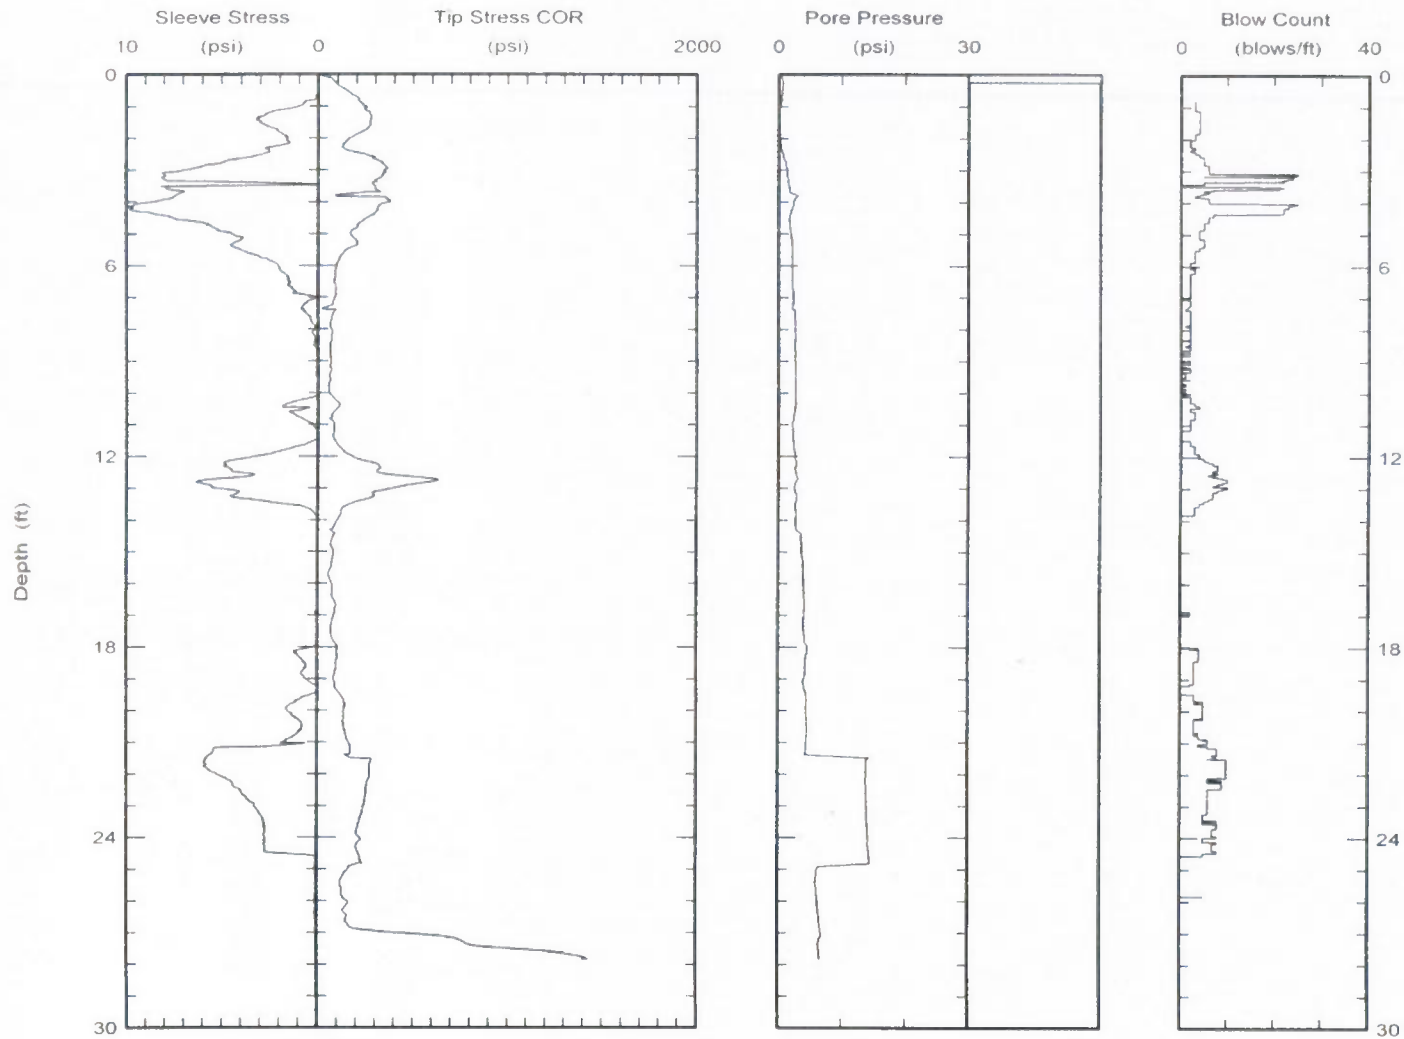 Sleeve Stress Tip Stress COR Pore Pressure Blow Count
10 (psi) 0 (psi) 2000 0 (psi) 30 0 (blows/ft) 40
0 0
6 6
12 12
Depth (ft)
18 18
24 24
30 30